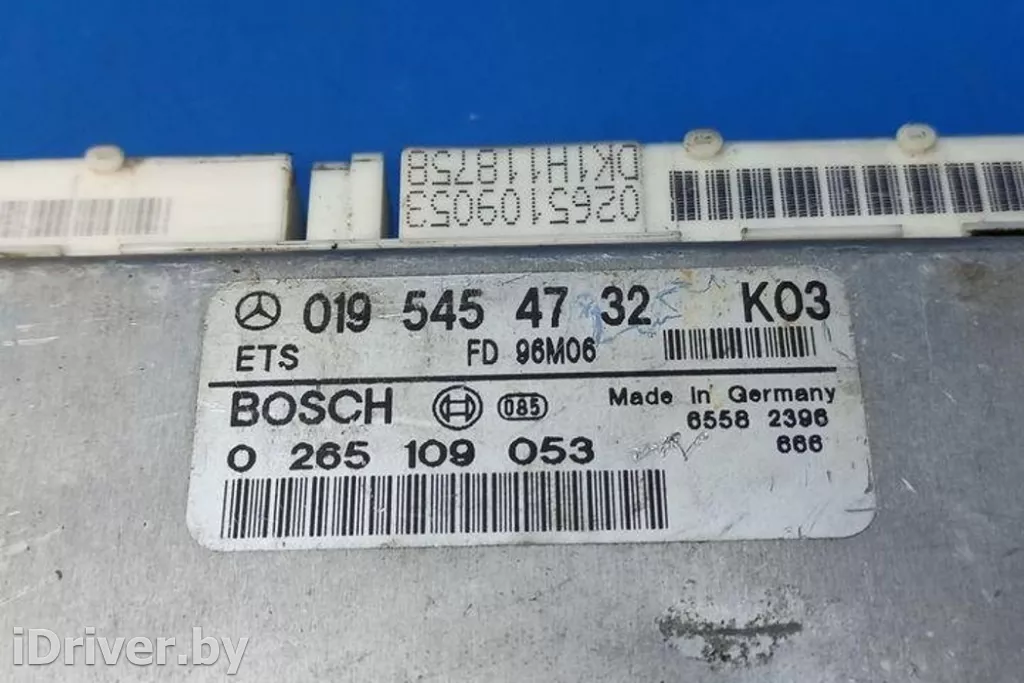 DK1H118758
0265109053
019 545 47 32 K03
ETS FD 96M06
BOSCH 085 Made in Germany
6558 2396
0 265 109 053 666
iDriver.by